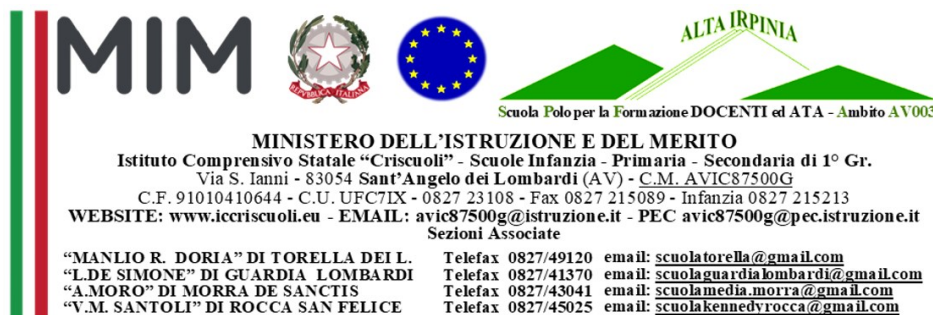 MIM
REPVBBLICA ITALIANA
ALTA IRPINIA
Scuola Polo per la Formazione DOCENTI ed ATA - Ambito AV003
MINISTERO DELL'ISTRUZIONE E DEL MERITO
Istituto Comprensivo Statale “Criscuoli” - Scuole Infanzia - Primaria - Secondaria di 1° Gr.
Via S. Ianni - 83054 Sant’Angelo dei Lombardi (AV) - C.M. AVIC87500G
C.F. 91010410644 - C.U. UFC7IX - 0827 23108 - Fax 0827 215089 - Infanzia 0827 215213
WEBSITE: www.iccriscuoli.eu - EMAIL: avic87500g@istruzione.it - PEC avic87500g@pec.istruzione.it
Sezioni Associate
“MANLIO R. DORIA” DI TORELLA DEI L. Telefax 0827/49120 email: scuolatorella@gmail.com
“L.DE SIMONE” DI GUARDIA LOMBARDI Telefax 0827/41370 email: scuolaguardialombardi@gmail.com
“A.MORO” DI MORRA DE SANCTIS Telefax 0827/43041 email: scuolamedia.morra@gmail.com
“V.M. SANTOLI” DI ROCCA SAN FELICE Telefax 0827/45025 email: scuolakennedyrocca@gmail.com